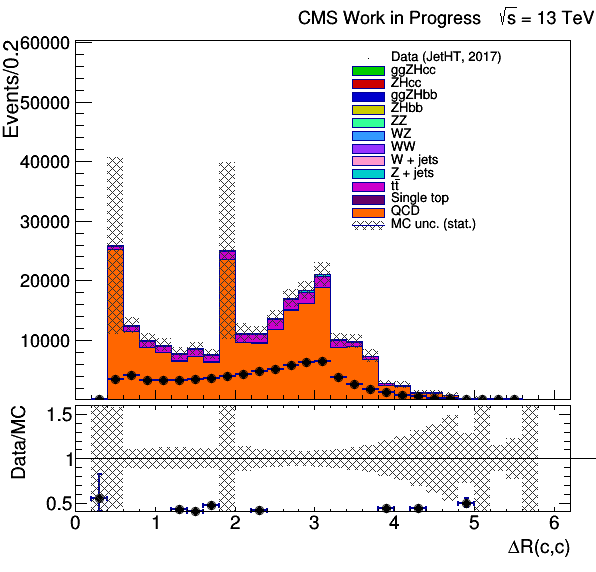 CMS Work in Progress √s = 13 TeV
Events/0.2
60000
50000
40000
30000
20000
10000
Data (JetHT, 2017)
ggZHcc
ZHcc
ggZHbb
ZHbb
ZZ
WZ
WW
W + jets
Z + jets
tt̄
Single top
QCD
MC unc. (stat.)
Data/MC
1.5
1
0.5
0 1 2 3 4 5 6
ΔR(c,c)